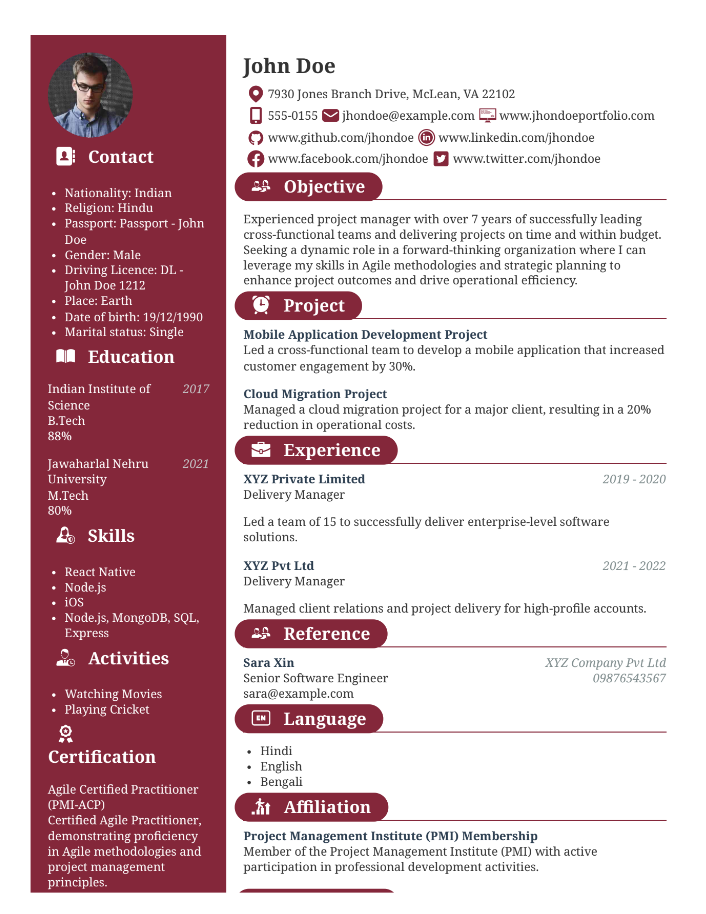 Contact
• Nationality: Indian
• Religion: Hindu
• Passport: Passport - John
Doe
• Gender: Male
• Driving Licence: DL -
John Doe 1212
• Place: Earth
• Date of birth: 19/12/1990
• Marital status: Single
Education
Indian Institute of 2017
Science
B.Tech
88%
Jawaharlal Nehru 2021
University
M.Tech
80%
Skills
• React Native
• Node.js
• iOS
• Node.js, MongoDB, SQL,
Express
Activities
• Watching Movies
• Playing Cricket
Certification
Agile Certified Practitioner
(PMI-ACP)
Certified Agile Practitioner,
demonstrating proficiency
in Agile methodologies and
project management
principles.
John Doe
7930 Jones Branch Drive, McLean, VA 22102
555-0155 jhondoe@example.com www.jhondoeportfolio.com
www.github.com/jhondoe in www.linkedin.com/jhondoe
www.facebook.com/jhondoe www.twitter.com/jhondoe
Objective
Experienced project manager with over 7 years of successfully leading
cross-functional teams and delivering projects on time and within budget.
Seeking a dynamic role in a forward-thinking organization where I can
leverage my skills in Agile methodologies and strategic planning to
enhance project outcomes and drive operational efficiency.
Project
Mobile Application Development Project
Led a cross-functional team to develop a mobile application that increased
customer engagement by 30%.
Cloud Migration Project
Managed a cloud migration project for a major client, resulting in a 20%
reduction in operational costs.
Experience
XYZ Private Limited 2019 - 2020
Delivery Manager
Led a team of 15 to successfully deliver enterprise-level software
solutions.
XYZ Pvt Ltd 2021 - 2022
Delivery Manager
Managed client relations and project delivery for high-profile accounts.
Reference
Sara Xin XYZ Company Pvt Ltd
Senior Software Engineer 09876543567
sara@example.com
EN Language
• Hindi
• English
• Bengali
Affiliation
Project Management Institute (PMI) Membership
Member of the Project Management Institute (PMI) with active
participation in professional development activities.